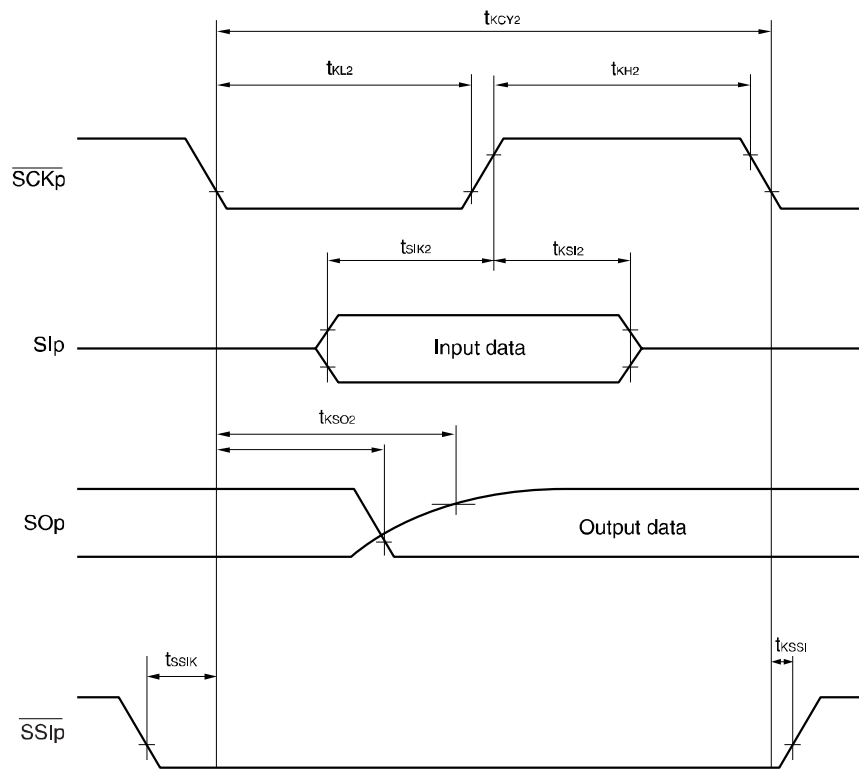 tKCY2
tKL2
tKH2
SCKp
tSIK2
tKSI2
SIp
Input data
tKSO2
SOp
Output data
tSSIK
tKSSI
SSIp